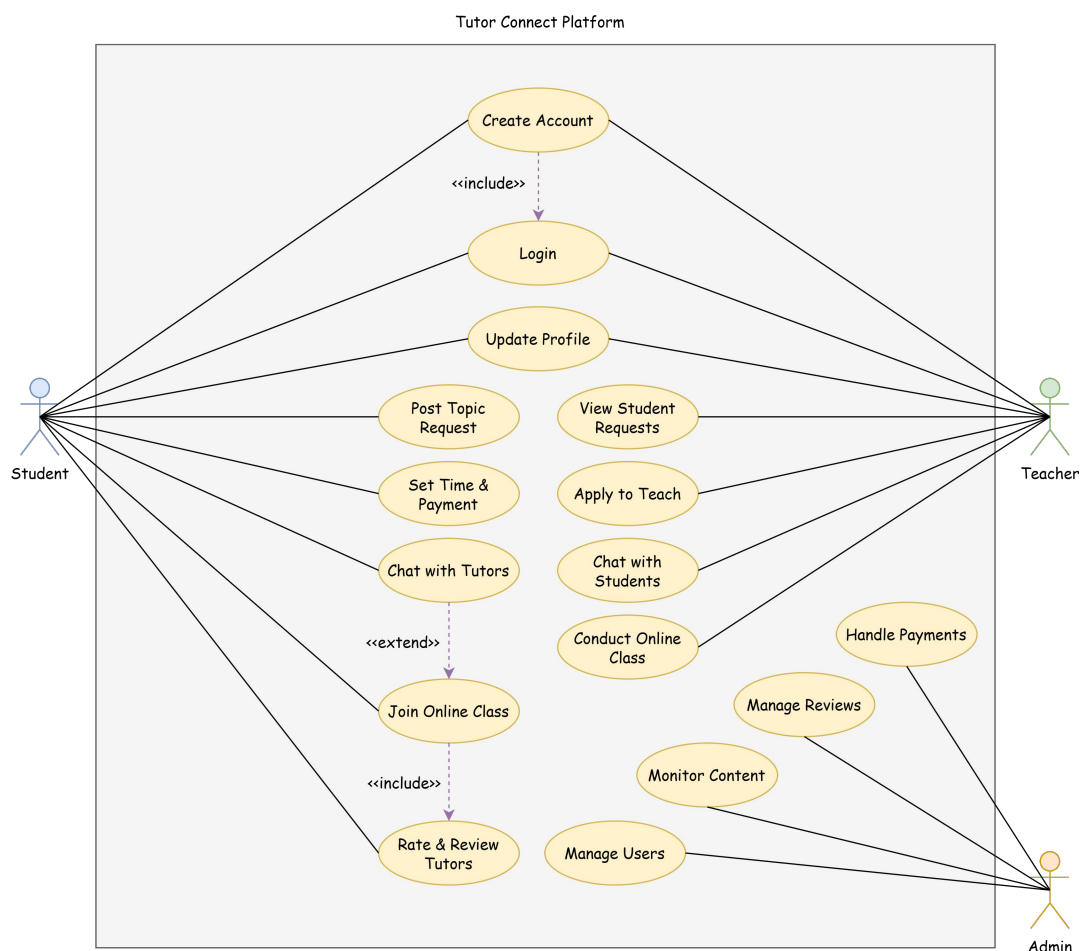 Tutor Connect Platform
Create Account
<<include>>
Login
Update Profile
Post Topic
Request
View Student
Requests
Student
Teacher
Set Time &
Payment
Apply to Teach
Chat with Tutors
Chat with
Students
<<extend>>
Conduct Online
Class
Handle Payments
Join Online Class
Manage Reviews
<<include>>
Monitor Content
Rate & Review
Tutors
Manage Users
Admin